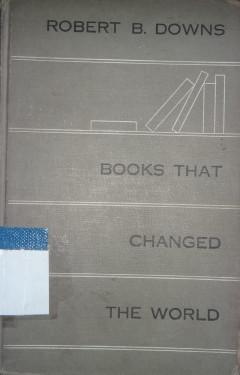 ROBERT B. DOWNS
BOOKS THAT
CHANGED
THE WORLD